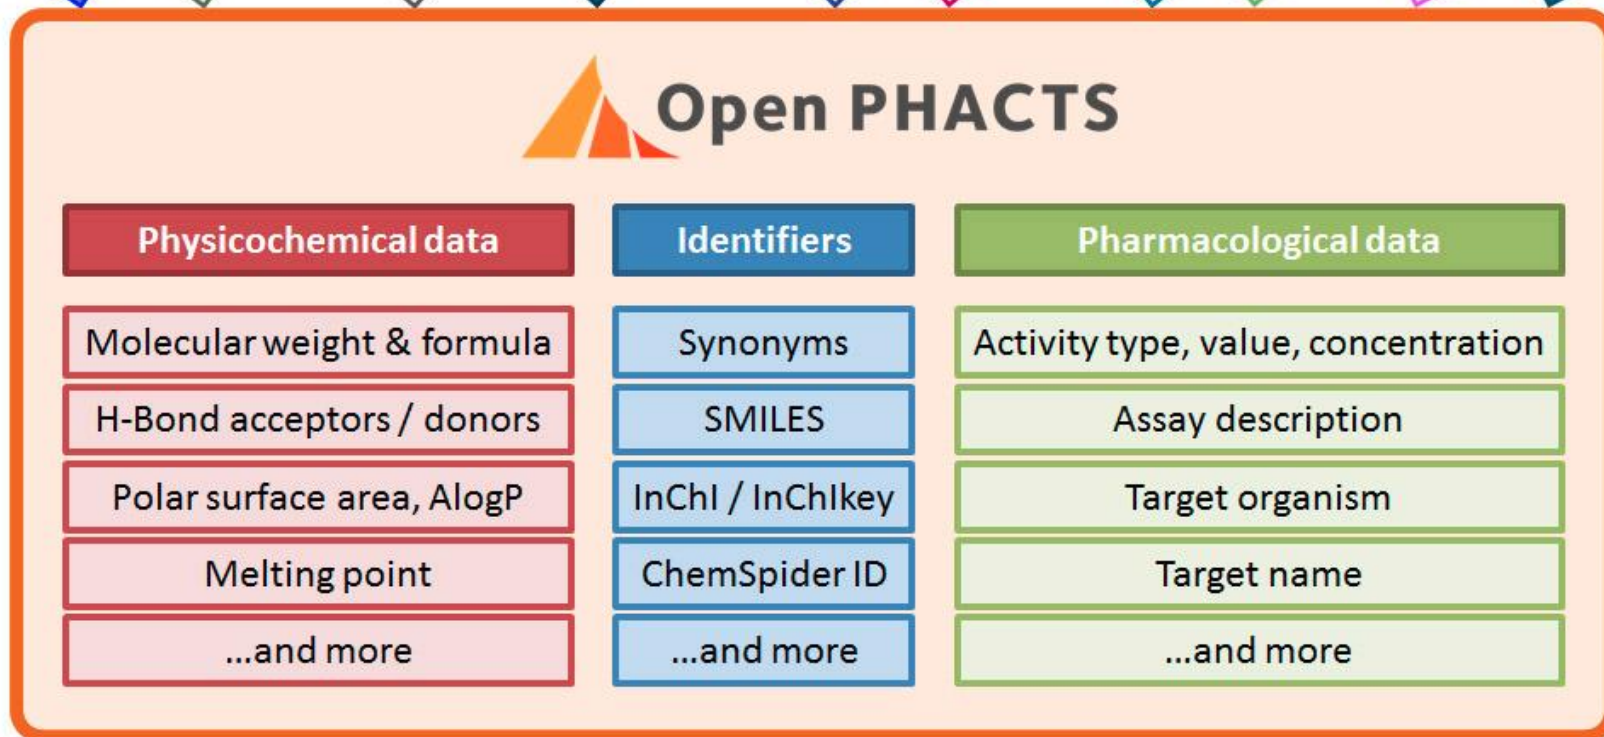 Open PHACTS
Physicochemical data
Molecular weight & formula
H-Bond acceptors / donors
Polar surface area, AlogP
Melting point
...and more
Identifiers
Synonyms
SMILES
InChI / InChIkey
ChemSpider ID
...and more
Pharmacological data
Activity type, value, concentration
Assay description
Target organism
Target name
...and more